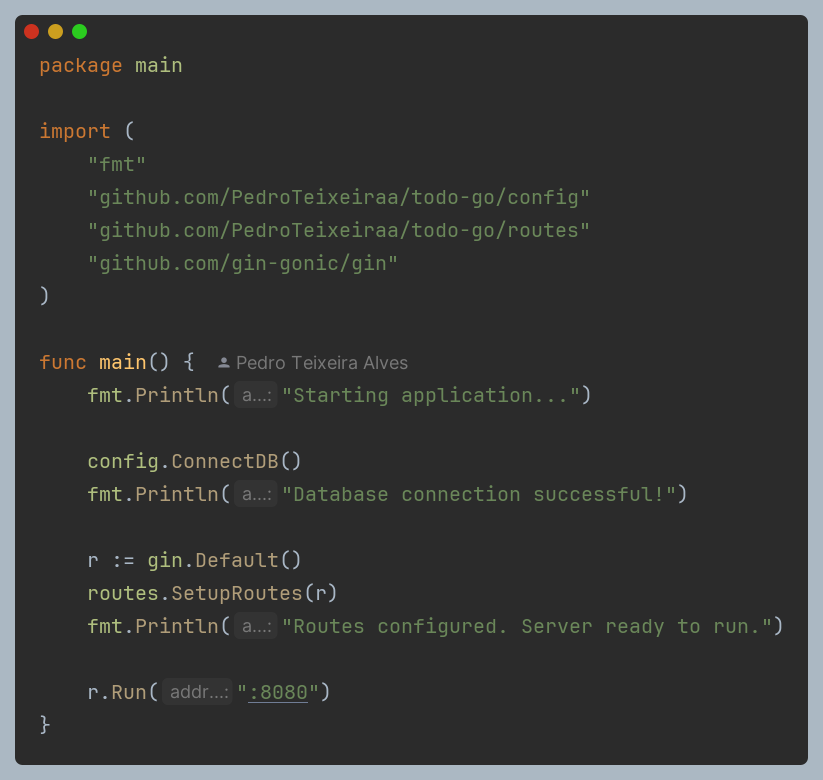 package main
import (
"fmt"
"github.com/PedroTeixeiraa/todo-go/config"
"github.com/PedroTeixeiraa/todo-go/routes"
"github.com/gin-gonic/gin"
)
func main() { Pedro Teixeira Alves
fmt.Println( a...: "Starting application...")
config.ConnectDB()
fmt.Println( a...: "Database connection successful!")
r := gin.Default()
routes.SetupRoutes(r)
fmt.Println( a...: "Routes configured. Server ready to run.")
r.Run( addr...: ":8080")
}